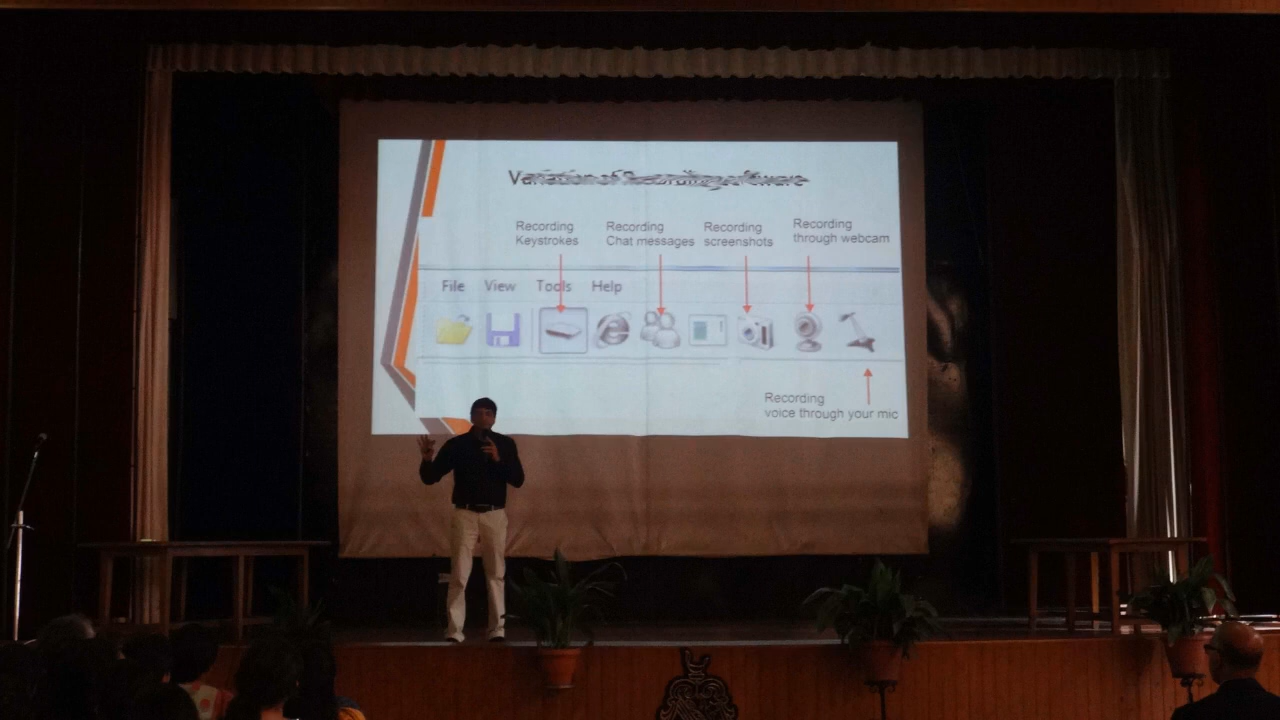 Recording
Keystrokes
Recording
Chat messages
Recording
screenshots
Recording
through webcam
File View Tools Help
Recording
voice through your mic